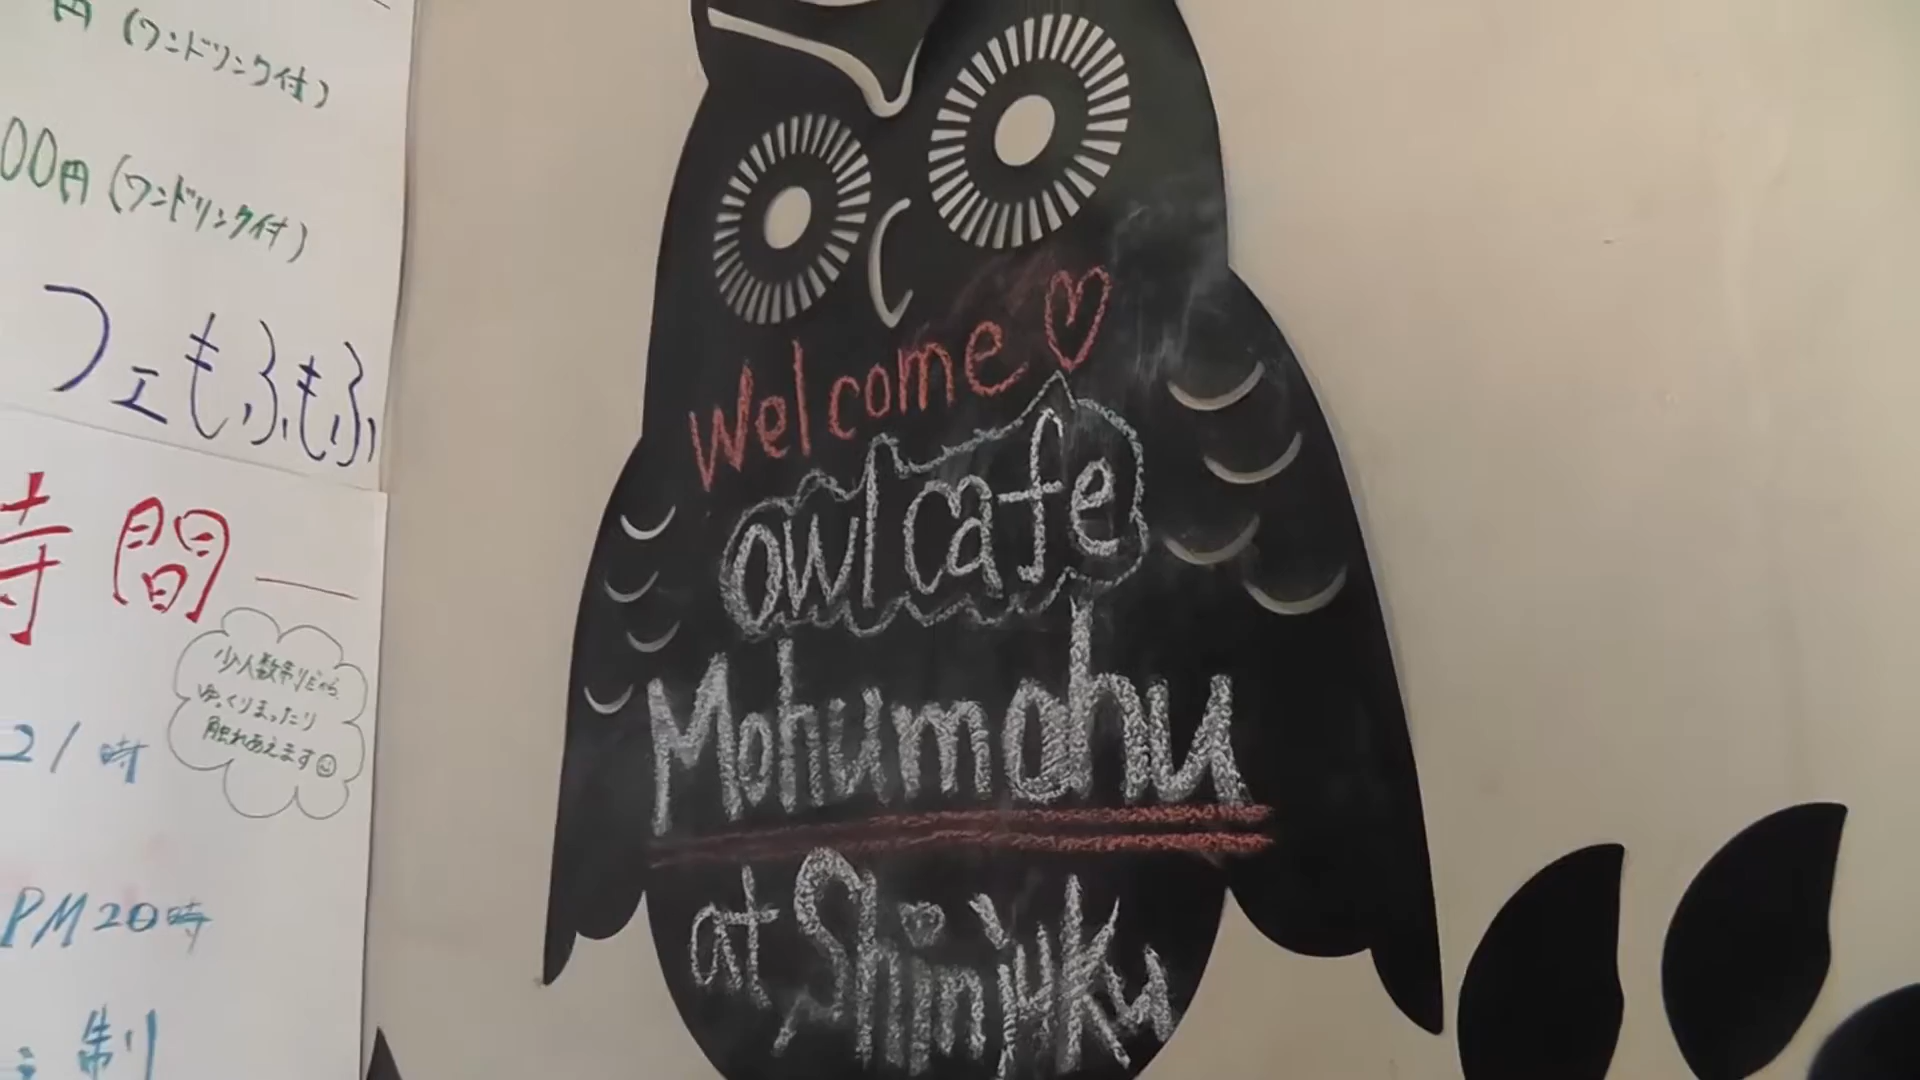 円(ワンドリンク付)
00円(ワンドリンク付)
フェもふもふ
時間
少人数制だから
ゆっくりまったり
触れあえます
21時
PM20時
制
Welcome♡
owl cafe
Mohumohu
at Shinjuku